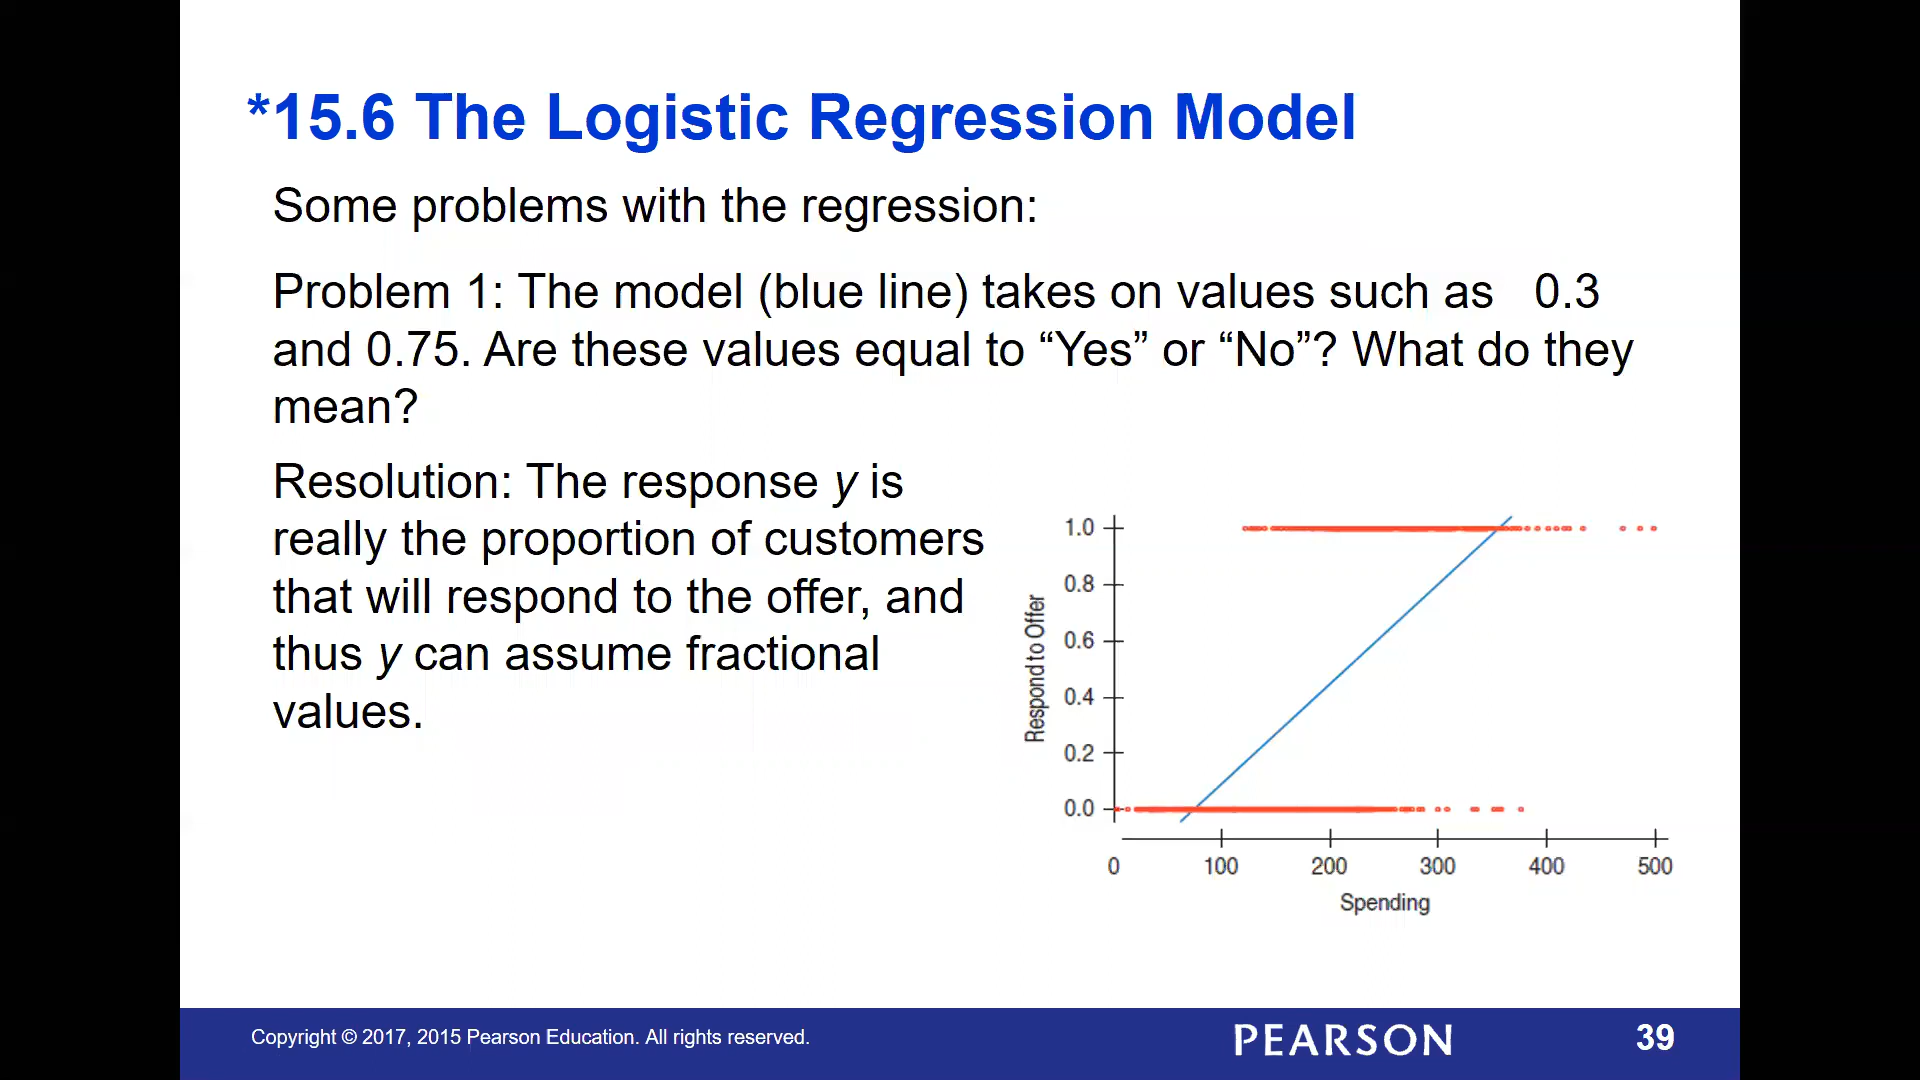 *15.6 The Logistic Regression Model
Some problems with the regression:
Problem 1: The model (blue line) takes on values such as   0.3
and 0.75. Are these values equal to “Yes” or “No”? What do they
mean?
Resolution: The response y is
really the proportion of customers
that will respond to the offer, and
thus y can assume fractional
values.
Respond to Offer
1.0
0.8
0.6
0.4
0.2
0.0
0 100 200 300 400 500
Spending
Copyright © 2017, 2015 Pearson Education. All rights reserved.
PEARSON
39